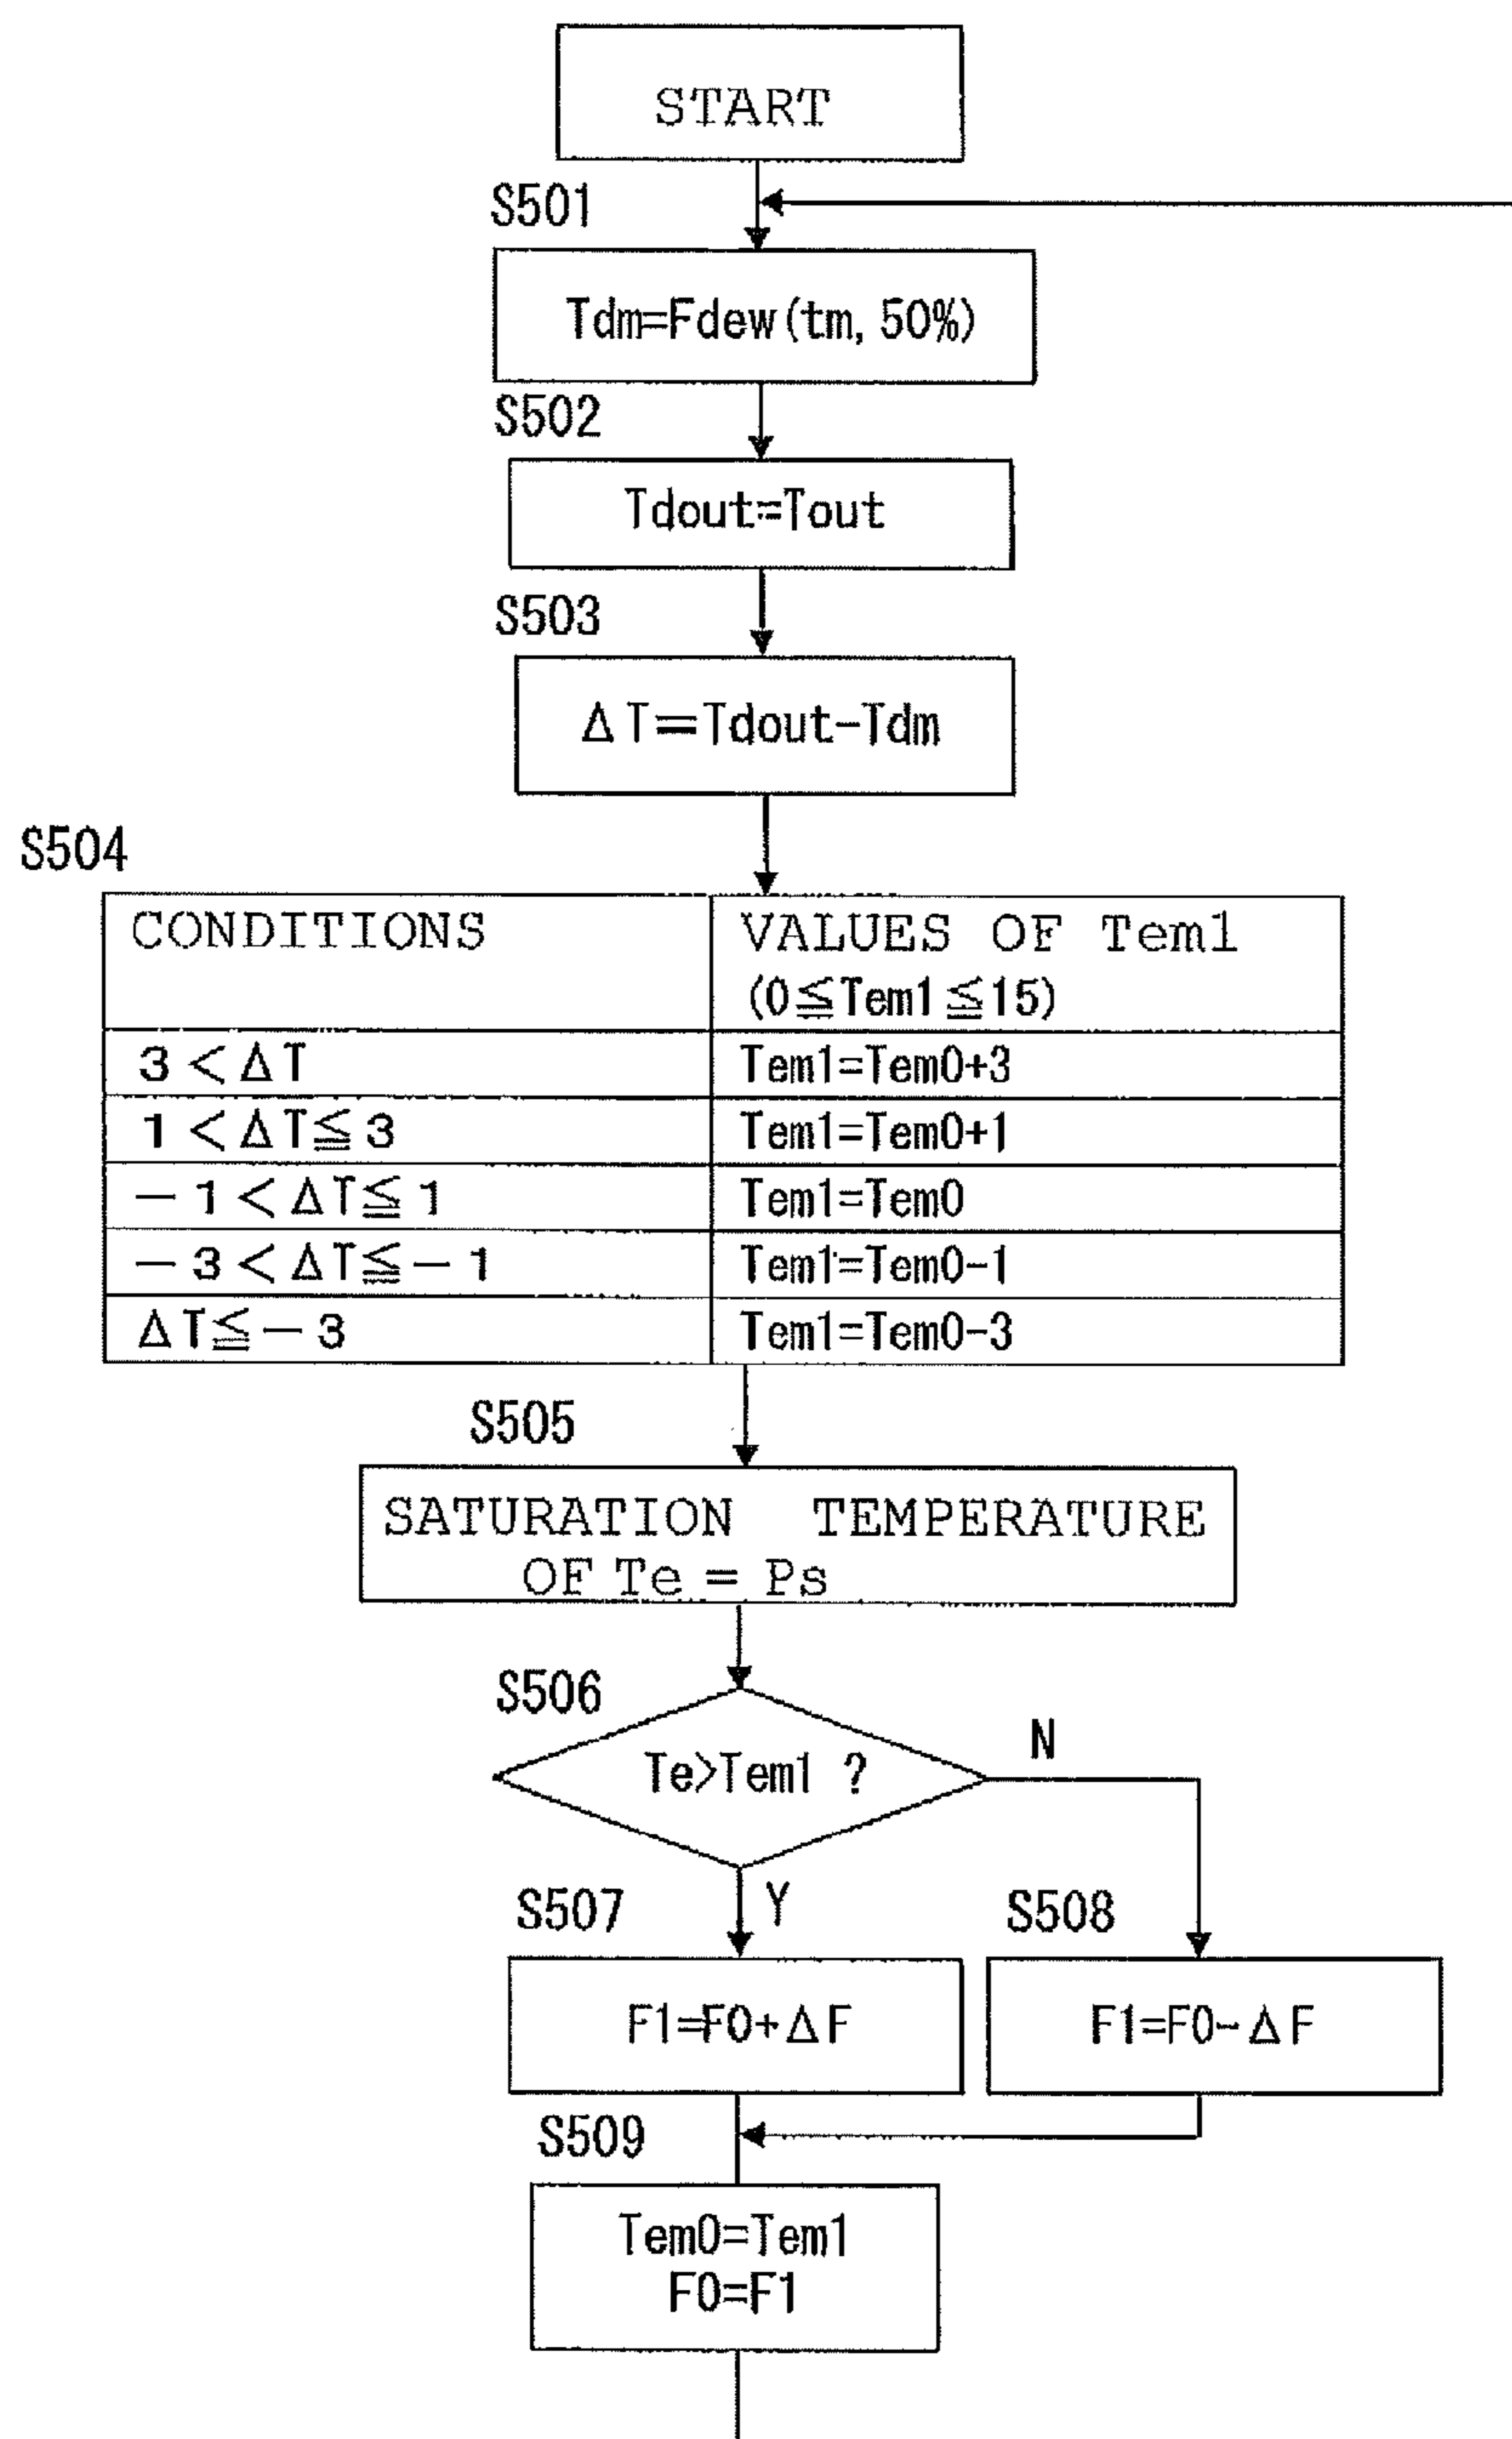 START
S501
Tdm=Fdew(tm, 50%)
S502
Tdout=Tout
S503
ΔT=Tdout-Tdm
S504
CONDITIONS
VALUES OF Tem1
(0≦Tem1≦15)
3<ΔT
Tem1=Tem0+3
1<ΔT≦3
Tem1=Tem0+1
-1<ΔT≦1
Tem1=Tem0
-3<ΔT≦-1
Tem1=Tem0-1
ΔT≦-3
Tem1=Tem0-3
S505
SATURATION TEMPERATURE
OF Te = Ps
S506
Te>Tem1 ?
N
S507
Y
S508
F1=F0+ΔF
F1=F0-ΔF
S509
Tem0=Tem1
F0=F1